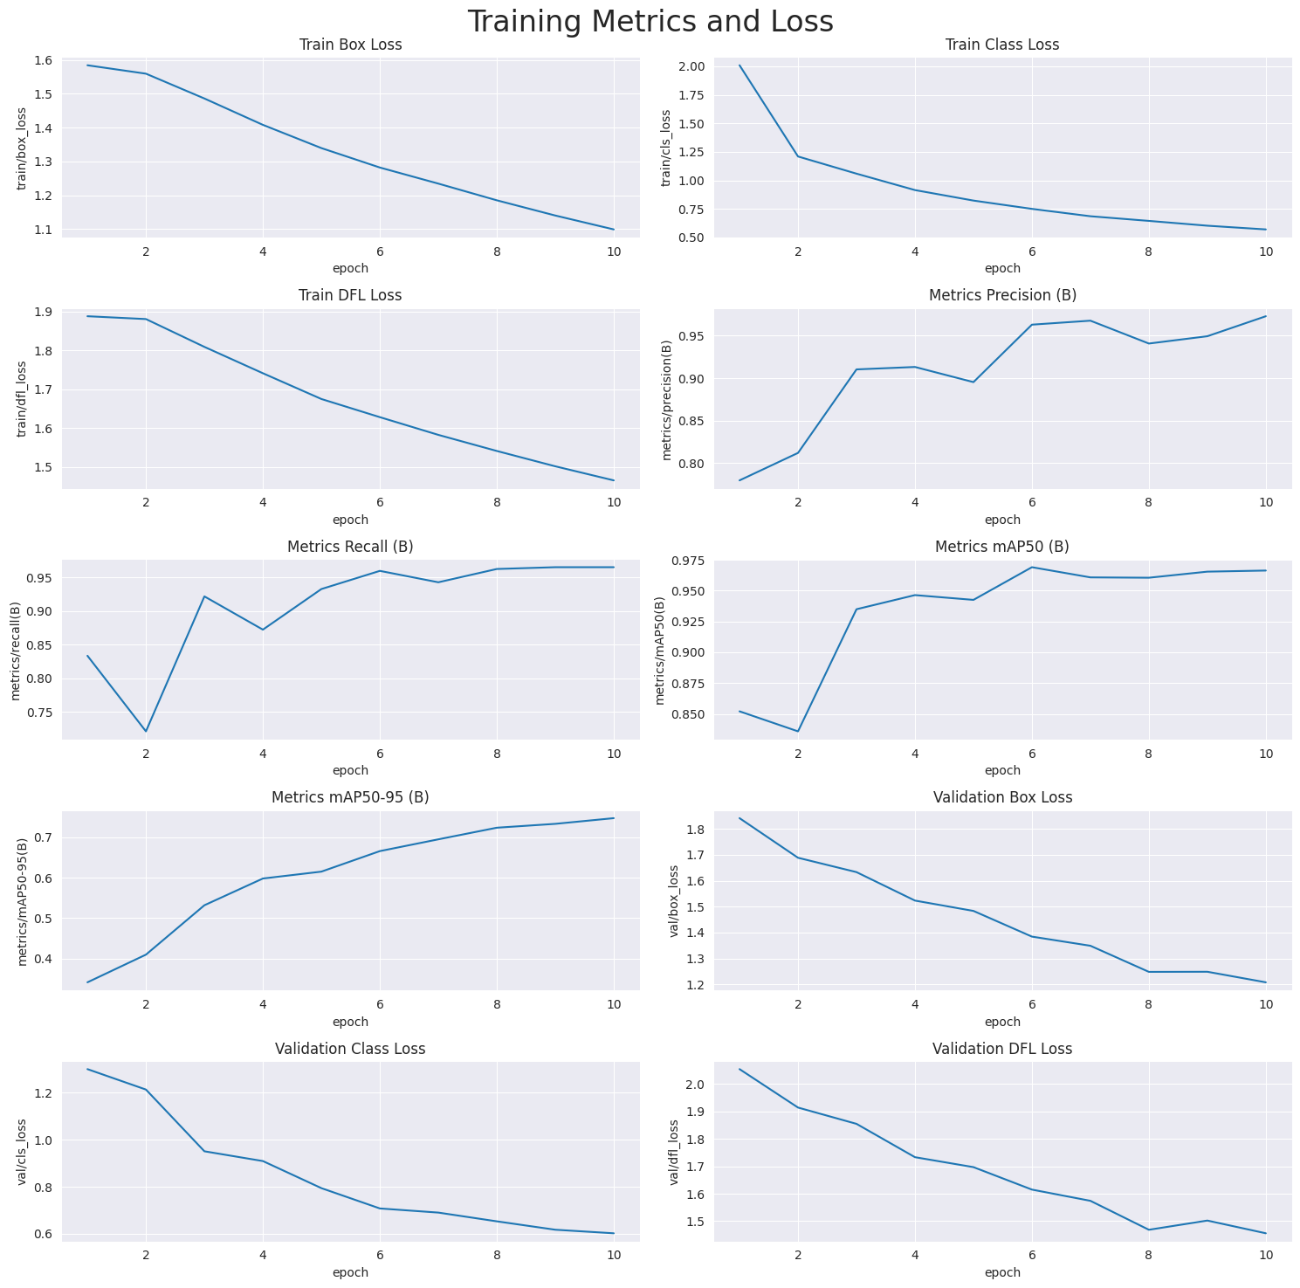 Training Metrics and Loss
Train Box Loss
train/box_loss
1.6
1.5
1.4
1.3
1.2
1.1
2 4 6 8 10
epoch
Train Class Loss
train/cls_loss
2.00
1.75
1.50
1.25
1.00
0.75
0.50
2 4 6 8 10
epoch
Train DFL Loss
train/dfl_loss
1.9
1.8
1.7
1.6
1.5
2 4 6 8 10
epoch
Metrics Precision (B)
metrics/precision(B)
0.95
0.90
0.85
0.80
2 4 6 8 10
epoch
Metrics Recall (B)
metrics/recall(B)
0.95
0.90
0.85
0.80
0.75
2 4 6 8 10
epoch
Metrics mAP50 (B)
metrics/mAP50(B)
0.975
0.950
0.925
0.900
0.875
0.850
2 4 6 8 10
epoch
Metrics mAP50-95 (B)
metrics/mAP50-95(B)
0.7
0.6
0.5
0.4
2 4 6 8 10
epoch
Validation Box Loss
val/box_loss
1.8
1.7
1.6
1.5
1.4
1.3
1.2
2 4 6 8 10
epoch
Validation Class Loss
val/cls_loss
1.2
1.0
0.8
0.6
2 4 6 8 10
epoch
Validation DFL Loss
val/dfl_loss
2.0
1.9
1.8
1.7
1.6
1.5
2 4 6 8 10
epoch